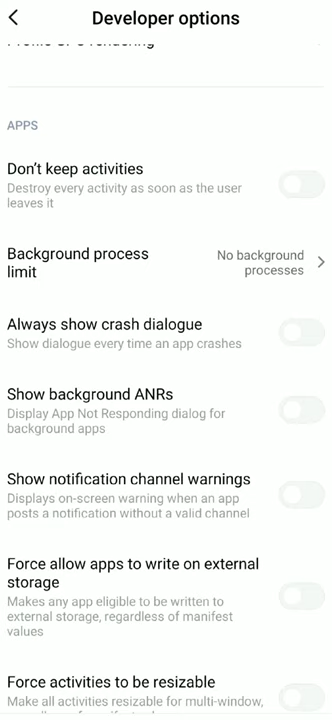 Developer options
APPS
Don't keep activities
Destroy every activity as soon as the user
leaves it
Background process
limit
No background
processes
Always show crash dialogue
Show dialogue every time an app crashes
Show background ANRs
Display App Not Responding dialog for
background apps
Show notification channel warnings
Displays on-screen warning when an app
posts a notification without a valid channel
Force allow apps to write on external
storage
Makes any app eligible to be written to
external storage, regardless of manifest
values
Force activities to be resizable
Make all activities resizable for multi-window,